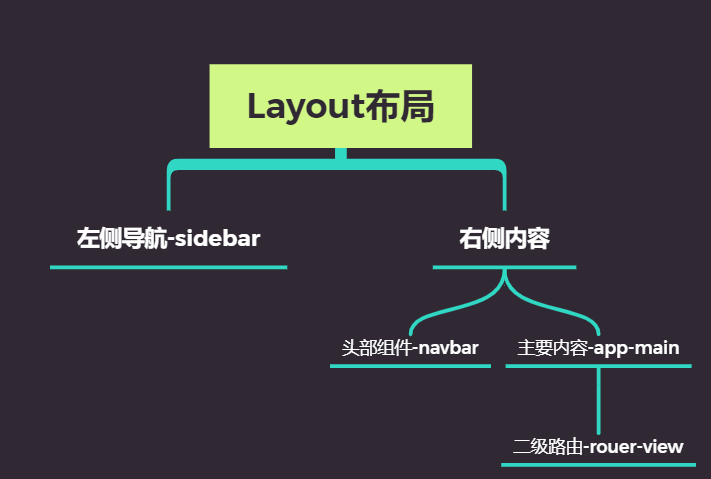 Layout布局
左侧导航-sidebar
右侧内容
头部组件-navbar
主要内容-app-main
二级路由-rouer-view